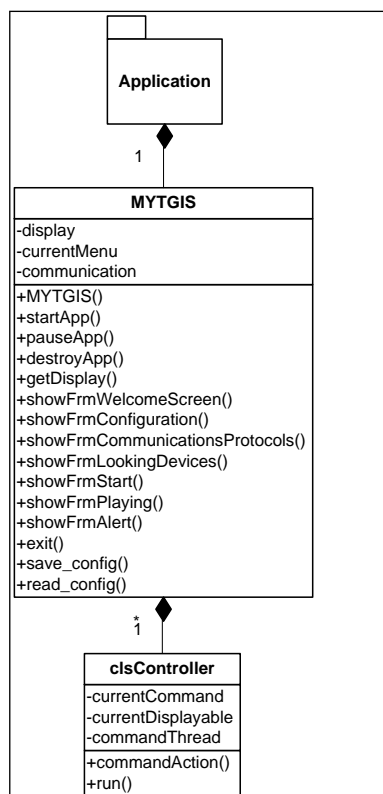 Application
1
MYTGIS
-display
-currentMenu
-communication
+MYTGIS()
+startApp()
+pauseApp()
+destroyApp()
+getDisplay()
+showFrmWelcomeScreen()
+showFrmConfiguration()
+showFrmCommunicationsProtocols()
+showFrmLookingDevices()
+showFrmStart()
+showFrmPlaying()
+showFrmAlert()
+exit()
+save_config()
+read_config()
*
1
clsController
-currentCommand
-currentDisplayable
-commandThread
+commandAction()
+run()